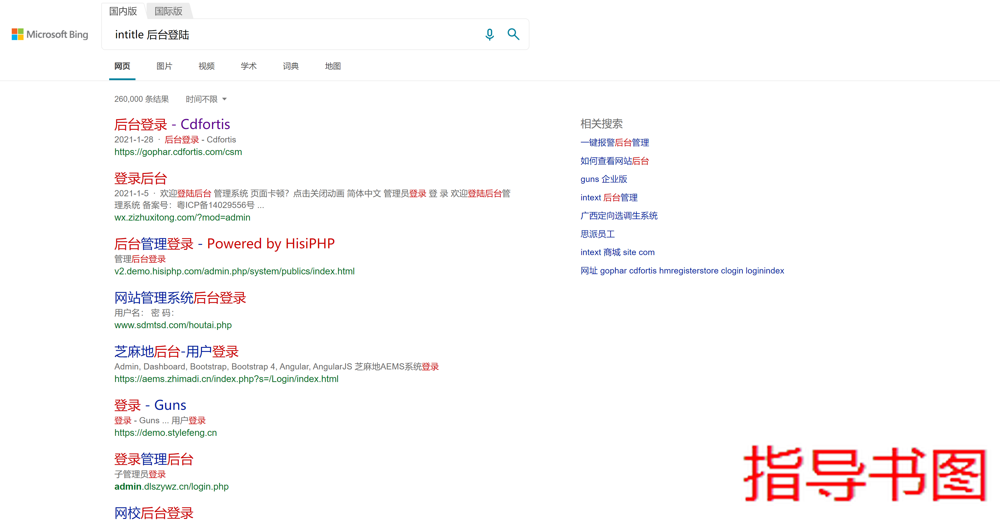 国内版 国际版
Microsoft Bing
intitle 后台登陆
网页 图片 视频 学术 词典 地图
260,000 条结果 时间不限
后台登录 - Cdfortis
2021-1-28 · 后台登录 - Cdfortis
https://gophar.cdfortis.com/csm
登录后台
2021-1-5 · 欢迎登陆后台 管理系统 页面卡顿？点击关闭动画 简体中文 管理员登录 登 录 欢迎登陆后台管
理系统 备案号：粤ICP备14029556号 ...
wx.zizhuxitong.com/?mod=admin
后台管理登录 - Powered by HisiPHP
管理后台登录
v2.demo.hisiphp.com/admin.php/system/publics/index.html
网站管理系统后台登录
用户名： 密 码：
www.sdmtsd.com/houtai.php
芝麻地后台-用户登录
Admin, Dashboard, Bootstrap, Bootstrap 4, Angular, AngularJS 芝麻地AEMS系统登录
https://aems.zhimadi.cn/index.php?s=/Login/index.html
登录 - Guns
登录 - Guns ... 用户登录
https://demo.stylefeng.cn
登录管理后台
子管理员登录
admin.dlszywz.cn/login.php
网校后台登录
相关搜索
一键报警后台管理
如何查看网站后台
guns 企业版
intext 后台管理
广西定向选调生系统
思派员工
intext 商城 site com
网址 gophar cdfortis hmregisterstore clogin loginindex
指导书图